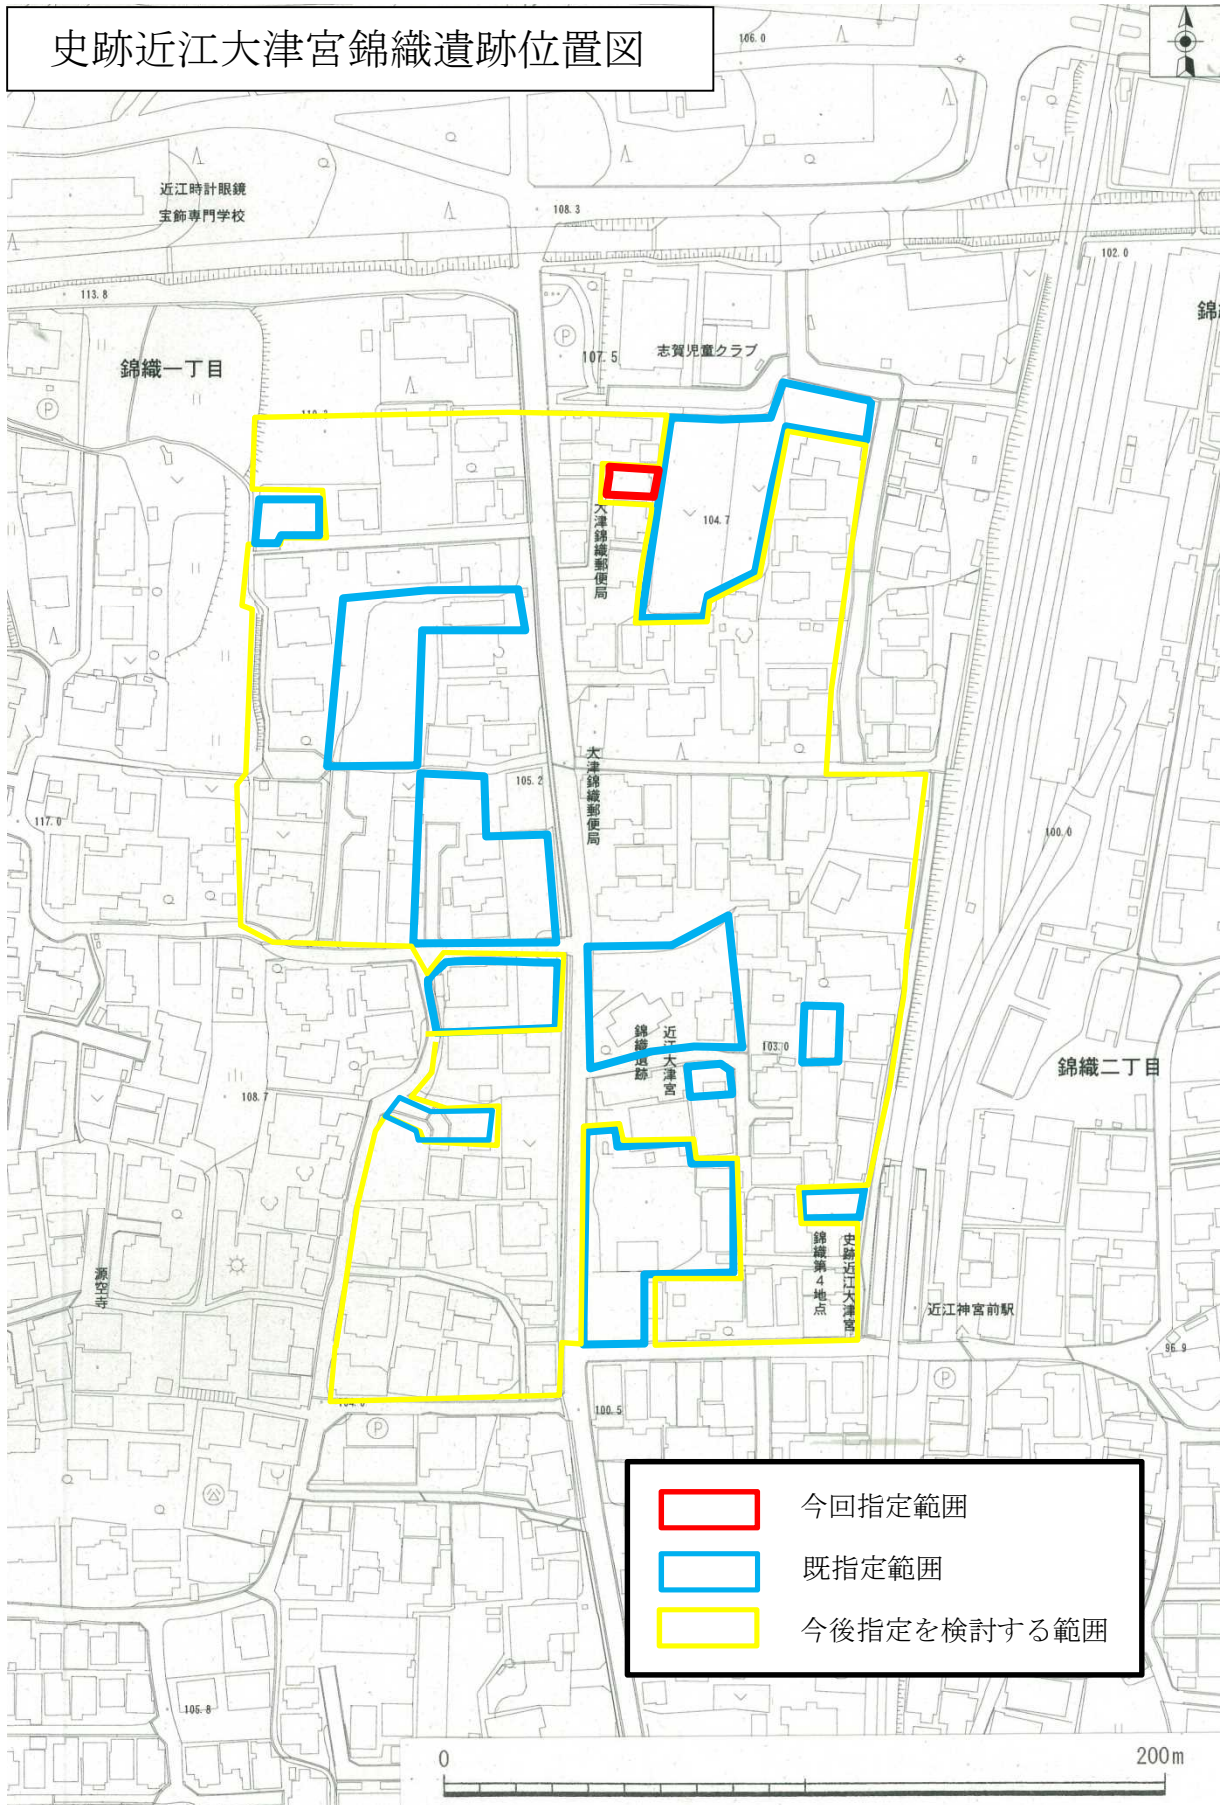 史跡近江大津宮錦織遺跡位置図
106.0
近江時計眼鏡
宝飾専門学校
108.3
102.0
113.8
107.5
志賀児童クラブ
錦織一丁目
104.7
大津錦織郵便局
105.2
大津錦織郵便局
117.0
100.0
近江大津宮
錦織遺跡
103.0
錦織二丁目
108.7
史跡近江大津宮
錦織第4地点
源空寺
近江神宮前駅
96.9
100.5
今回指定範囲
既指定範囲
今後指定を検討する範囲
106.8
0
200m